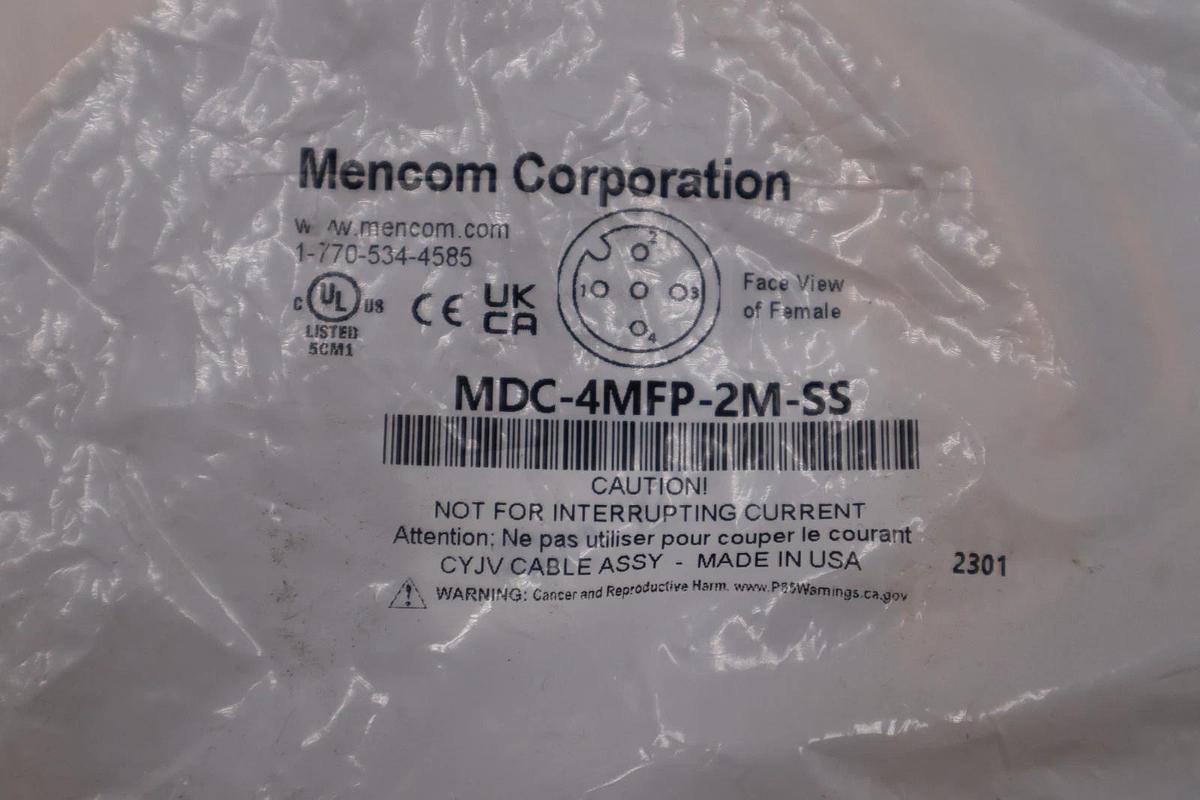 Mencom Corporation
www.mencom.com
1-770-534-4585
C UL US
LISTED
5CM1
CE
UK
CA
2
1
3
4
Face View
of Female
MDC-4MFP-2M-SS
CAUTION!
NOT FOR INTERRUPTING CURRENT
Attention: Ne pas utiliser pour couper le courant
CYJV CABLE ASSY - MADE IN USA
2301
WARNING: Cancer and Reproductive Harm. www.P65Warnings.ca.gov